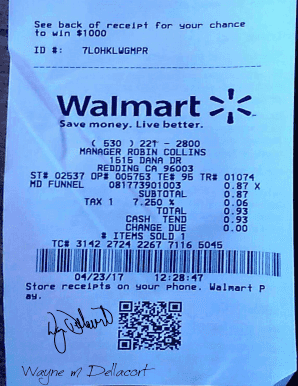 See back of receipt for your chance
to win $1000
ID #: 7LOHKLWGMPR
Walmart
Save money. Live better.
( 530 ) 221 - 2800
MANAGER ROBIN COLLINS
1515 DANA DR
REDDING CA 96003
ST# 02537 OP# 005753 TE# 95 TR# 01074
MD FUNNEL 081773901003 0.87 X
SUBTOTAL 0.87
TAX 1 7.250 % 0.06
TOTAL 0.93
CASH TEND 0.93
CHANGE DUE 0.00
# ITEMS SOLD 1
TC# 3142 2724 2267 7116 5045
04/23/17 12:28:47
Store receipts on your phone. Walmart P
ay.
Wayne m Dellacort